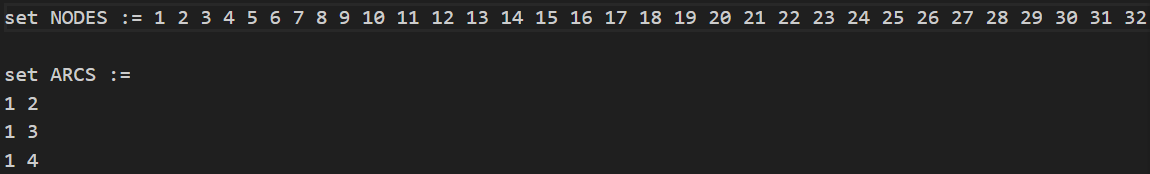 set NODES := 1 2 3 4 5 6 7 8 9 10 11 12 13 14 15 16 17 18 19 20 21 22 23 24 25 26 27 28 29 30 31 32
set ARCS :=
1 2
1 3
1 4